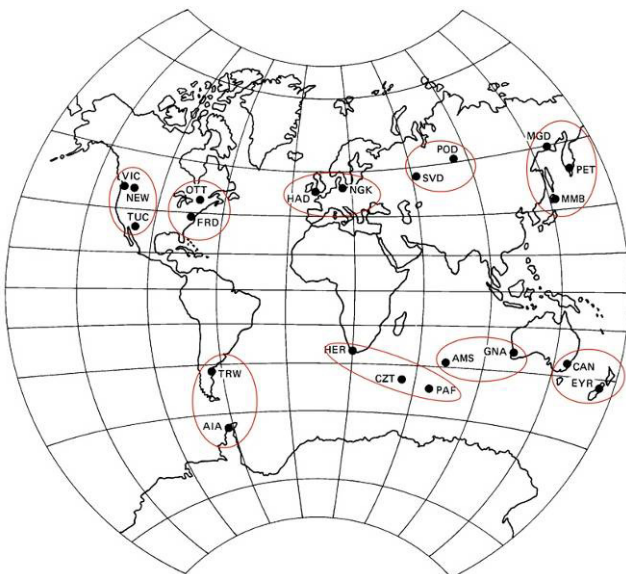 MGD
POD
PET
VIC
NEW
OTT
HAD
NGK
SVD
MMB
TUC
FRD
HER
AMS
GNA
CAN
TRW
CZT
PAF
EYR
AIA